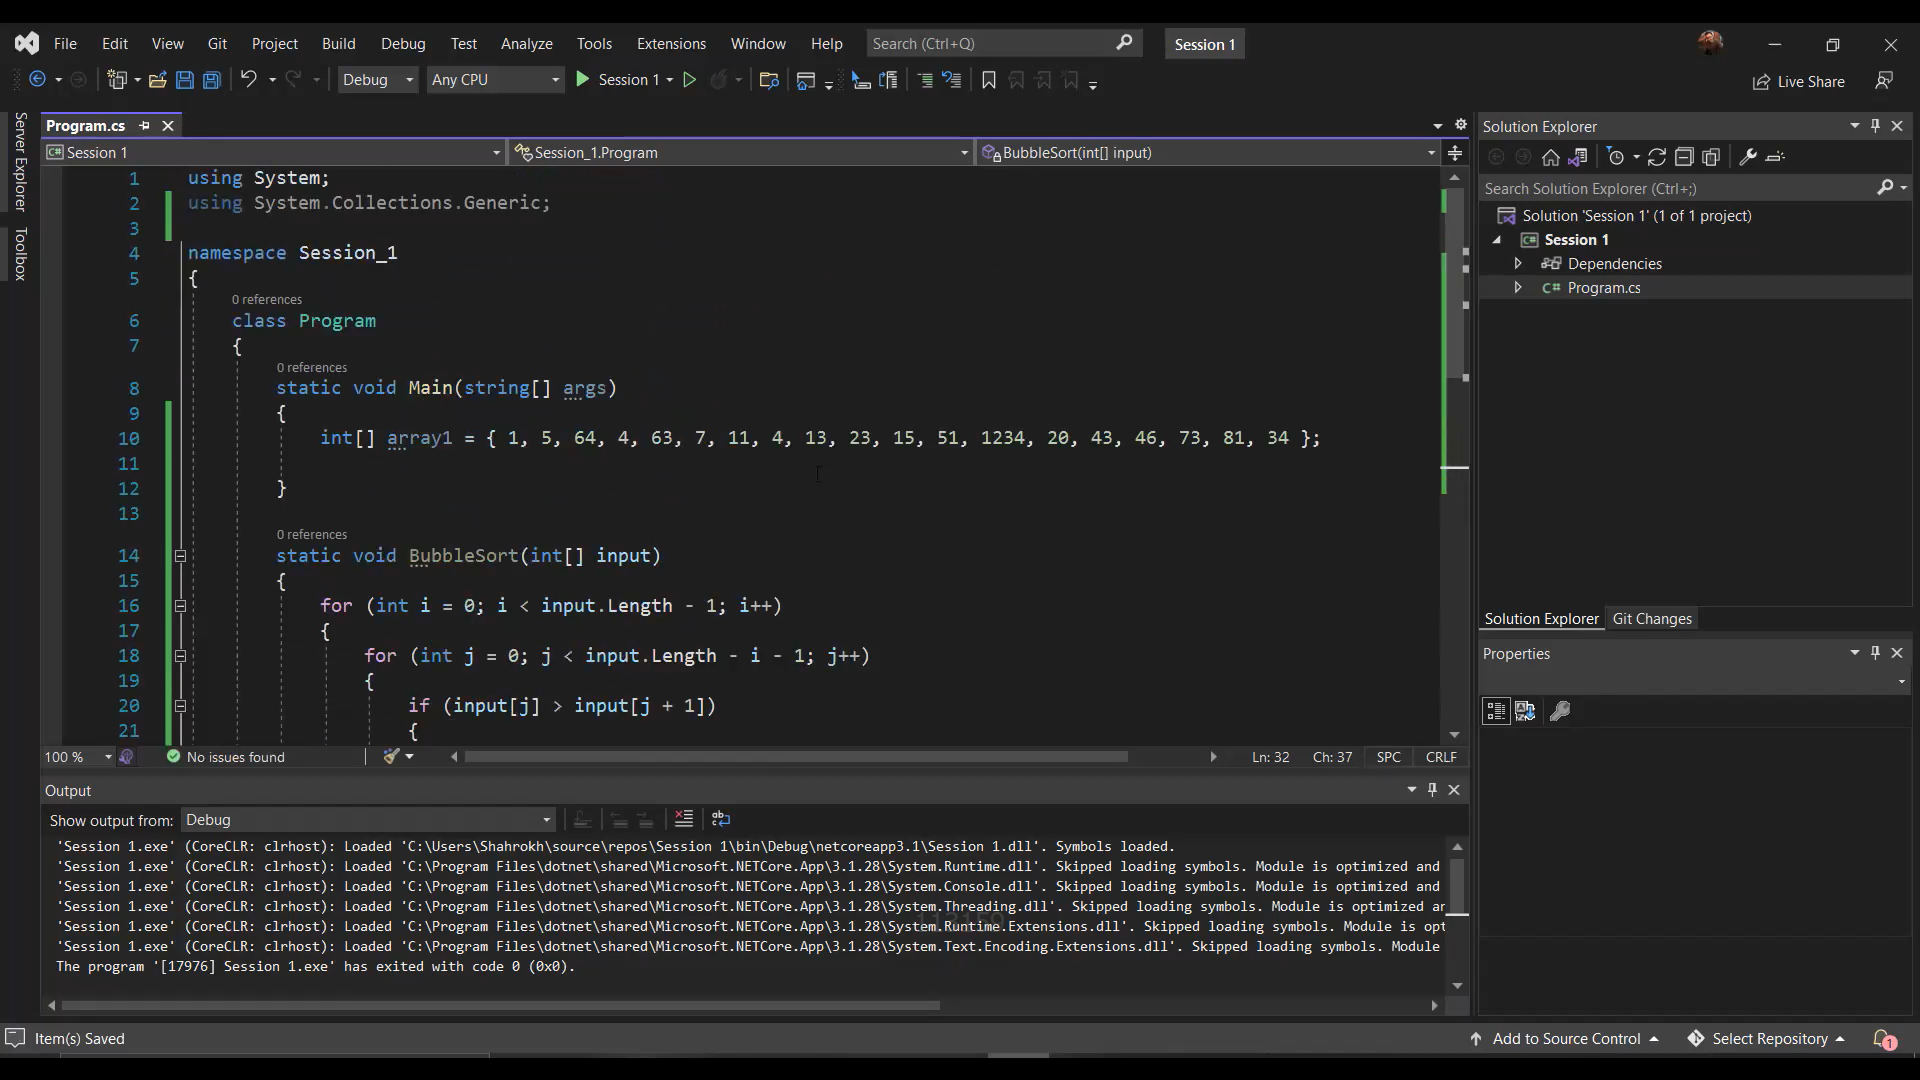 File Edit View Git Project Build Debug Test Analyze Tools Extensions Window Help Search (Ctrl+Q) Session 1
Debug Any CPU Session 1 Live Share
Server Explorer
Toolbox
Program.cs
Session 1 Session_1.Program BubbleSort(int[] input)
1 using System;
2 using System.Collections.Generic;
3
4 namespace Session_1
5 {
0 references
6 class Program
7 {
0 references
8 static void Main(string[] args)
9 {
10 int[] array1 = { 1, 5, 64, 4, 63, 7, 11, 4, 13, 23, 15, 51, 1234, 20, 43, 46, 73, 81, 34 };
11
12 }
13
0 references
14 static void BubbleSort(int[] input)
15 {
16 for (int i = 0; i < input.Length - 1; i++)
17 {
18 for (int j = 0; j < input.Length - i - 1; j++)
19 {
20 if (input[j] > input[j + 1])
21 {
100 % No issues found Ln: 32 Ch: 37 SPC CRLF
Output
Show output from: Debug
'Session 1.exe' (CoreCLR: clrhost): Loaded 'C:\Users\Shahrokh\source\repos\Session 1\bin\Debug\netcoreapp3.1\Session 1.dll'. Symbols loaded.
'Session 1.exe' (CoreCLR: clrhost): Loaded 'C:\Program Files\dotnet\shared\Microsoft.NETCore.App\3.1.28\System.Runtime.dll'. Skipped loading symbols. Module is optimized and
'Session 1.exe' (CoreCLR: clrhost): Loaded 'C:\Program Files\dotnet\shared\Microsoft.NETCore.App\3.1.28\System.Console.dll'. Skipped loading symbols. Module is optimized and
'Session 1.exe' (CoreCLR: clrhost): Loaded 'C:\Program Files\dotnet\shared\Microsoft.NETCore.App\3.1.28\System.Threading.dll'. Skipped loading symbols. Module is optimized an
'Session 1.exe' (CoreCLR: clrhost): Loaded 'C:\Program Files\dotnet\shared\Microsoft.NETCore.App\3.1.28\System.Runtime.Extensions.dll'. Skipped loading symbols. Module is opt
'Session 1.exe' (CoreCLR: clrhost): Loaded 'C:\Program Files\dotnet\shared\Microsoft.NETCore.App\3.1.28\System.Text.Encoding.Extensions.dll'. Skipped loading symbols. Module
The program '[17976] Session 1.exe' has exited with code 0 (0x0).
Solution Explorer
Search Solution Explorer (Ctrl+;)
Solution 'Session 1' (1 of 1 project)
Session 1
Dependencies
Program.cs
Solution Explorer Git Changes
Properties
Item(s) Saved Add to Source Control Select Repository 1